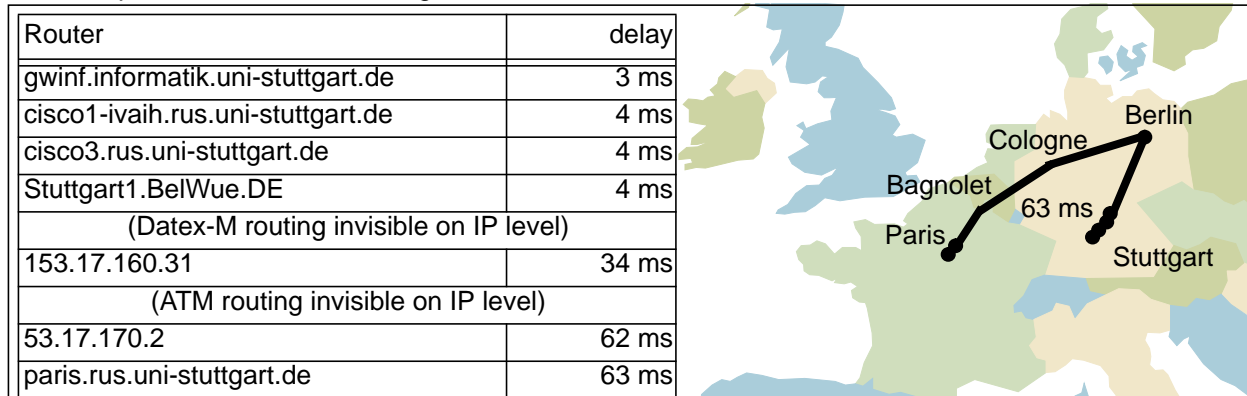 Router delay
gwinf.informatik.uni-stuttgart.de 3 ms
cisco1-ivaih.rus.uni-stuttgart.de 4 ms
cisco3.rus.uni-stuttgart.de 4 ms
Stuttgart1.BelWue.DE 4 ms
(Datex-M routing invisible on IP level)
153.17.160.31 34 ms
(ATM routing invisible on IP level)
53.17.170.2 62 ms
paris.rus.uni-stuttgart.de 63 ms
Berlin
Cologne
Bagnolet
63 ms
Paris
Stuttgart